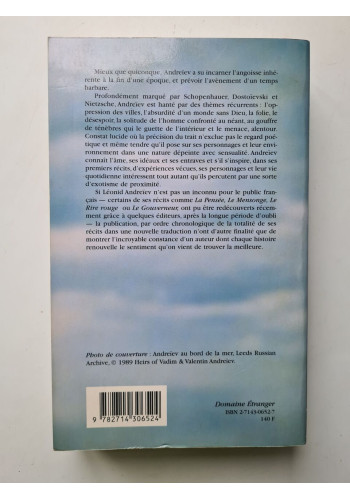 Mieux que quiconque, Andreïev a su incarner l'angoisse inhé-
rente à la fin d'une époque, et prévoir l'avènement d'un temps
barbare.
Profondément marqué par Schopenhauer, Dostoïevski et
Nietzsche, Andreïev est hanté par des thèmes récurrents : l'op-
pression des villes, l'absurdité d'un monde sans Dieu, la folie, le
désespoir, la solitude de l'homme confronté au néant, au gouffre
de ténèbres qui le guette de l'intérieur et le menace, alentour.
Constat lucide où la précision du trait n'exclue pas le regard poé-
tique et même tendre qu'il pose sur ses personnages et leur envi-
ronnement dans une nature dépeinte avec sensualité. Andreïev
connaît l'âme, ses idéaux et ses entraves et s'il s'inspire, dans ses
premiers récits d'expériences vécues, ses personnages et leur vie
quotidienne intéressent tout autant qu'ils percutent par une sorte
d'exotisme de proximité.
Si Léonid Andreïev n'est pas un inconnu pour le public fran-
çais — certains de ses récits comme La Pensée, Le Mensonge, Le
Rire rouge ou Le Gouverneur, ont pu être redécouverts récem-
ment grâce à quelques éditeurs, après la longue période d'oubli
— la publication, par ordre chronologique de la totalité de ses
récits dans une nouvelle traduction n'ont d'autre finalité que de
montrer l'incroyable constance d'un auteur dont chaque histoire
renouvelle le sentiment qu'on vient de trouver la meilleure.
Photo de couverture : Andreïev au bord de la mer, Leeds Russian
Archive, © 1989 Heirs of Vadim & Valentin Andreïev.
9 782714 306524
Domaine Étranger
ISBN 2-7143-0652-7
140 F